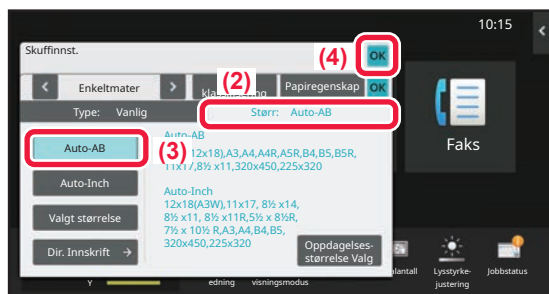 10:15
Skuffinnst.
(4)
OK
Enkeltmater
(2)
Papiregenskap
OK
Type: Vanlig
Størr: Auto-AB
Auto-AB
(3)
Auto-AB
12x18),A3,A4,A4R,A5R,B4,B5,B5R,
11x17,8½ x11,320x450,225x320
Auto-Inch
Auto-Inch
12x18(A3W),11x17, 8½ x14,
8½ x11, 8½ x11R,5½ x 8½R,
7½ x 10½ R,A3,A4,B4,B5,
320x450,225x320
Valgt størrelse
Dir. Innskrift
Oppdagelses-
størrelse Valg
Faks
Y
edning
visningsmodus
Lysstyrke-
justering
Jobbstatus